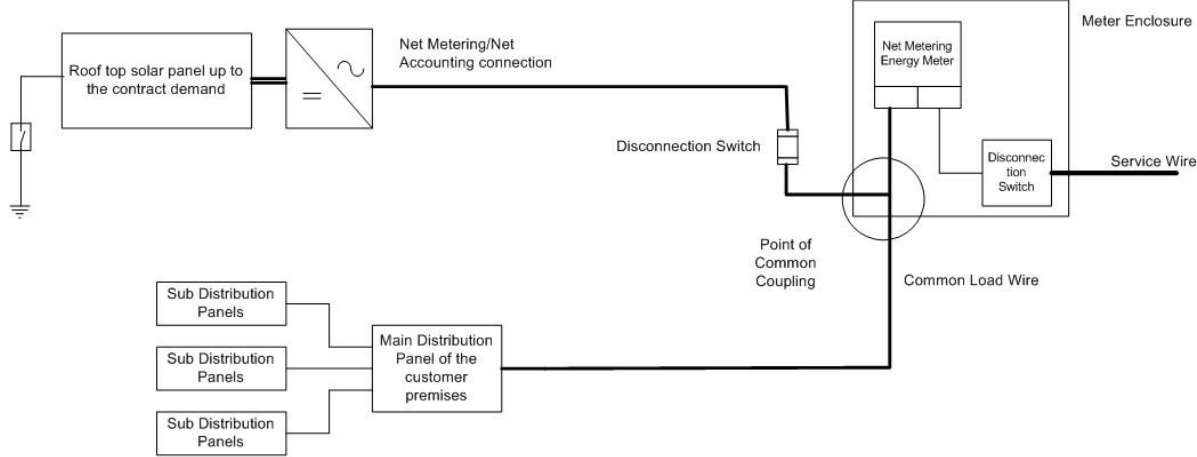 Roof top solar panel up to
the contract demand
Net Metering/Net
Accounting connection
Net Metering
Energy Meter
Meter Enclosure
Disconnection Switch
Disconnec
tion
Switch
Service Wire
Point of
Common
Coupling
Common Load Wire
Sub Distribution
Panels
Sub Distribution
Panels
Sub Distribution
Panels
Main Distribution
Panel of the
customer
premises